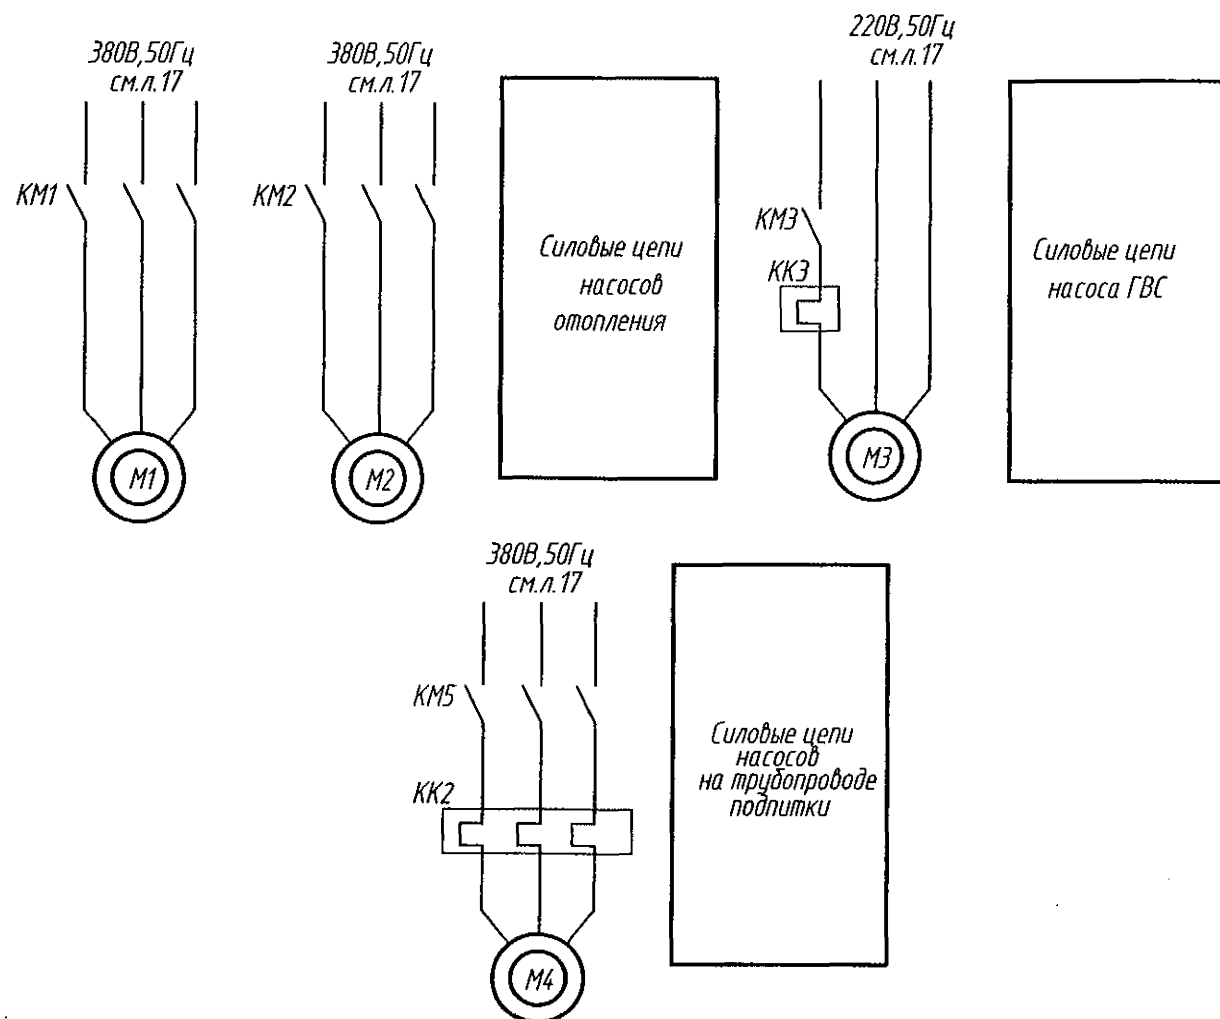 380В,50Гц
см.л.17
380В,50Гц
см.л.17
220В,50Гц
см.л.17
КМ1
КМ2
КМ3
КК3
Силовые цепи
насосов
отопления
Силовые цепи
насоса ГВС
М1
М2
М3
380В,50Гц
см.л.17
КМ5
КК2
Силовые цепи
насосов
на трубопроводе
подпитки
М4